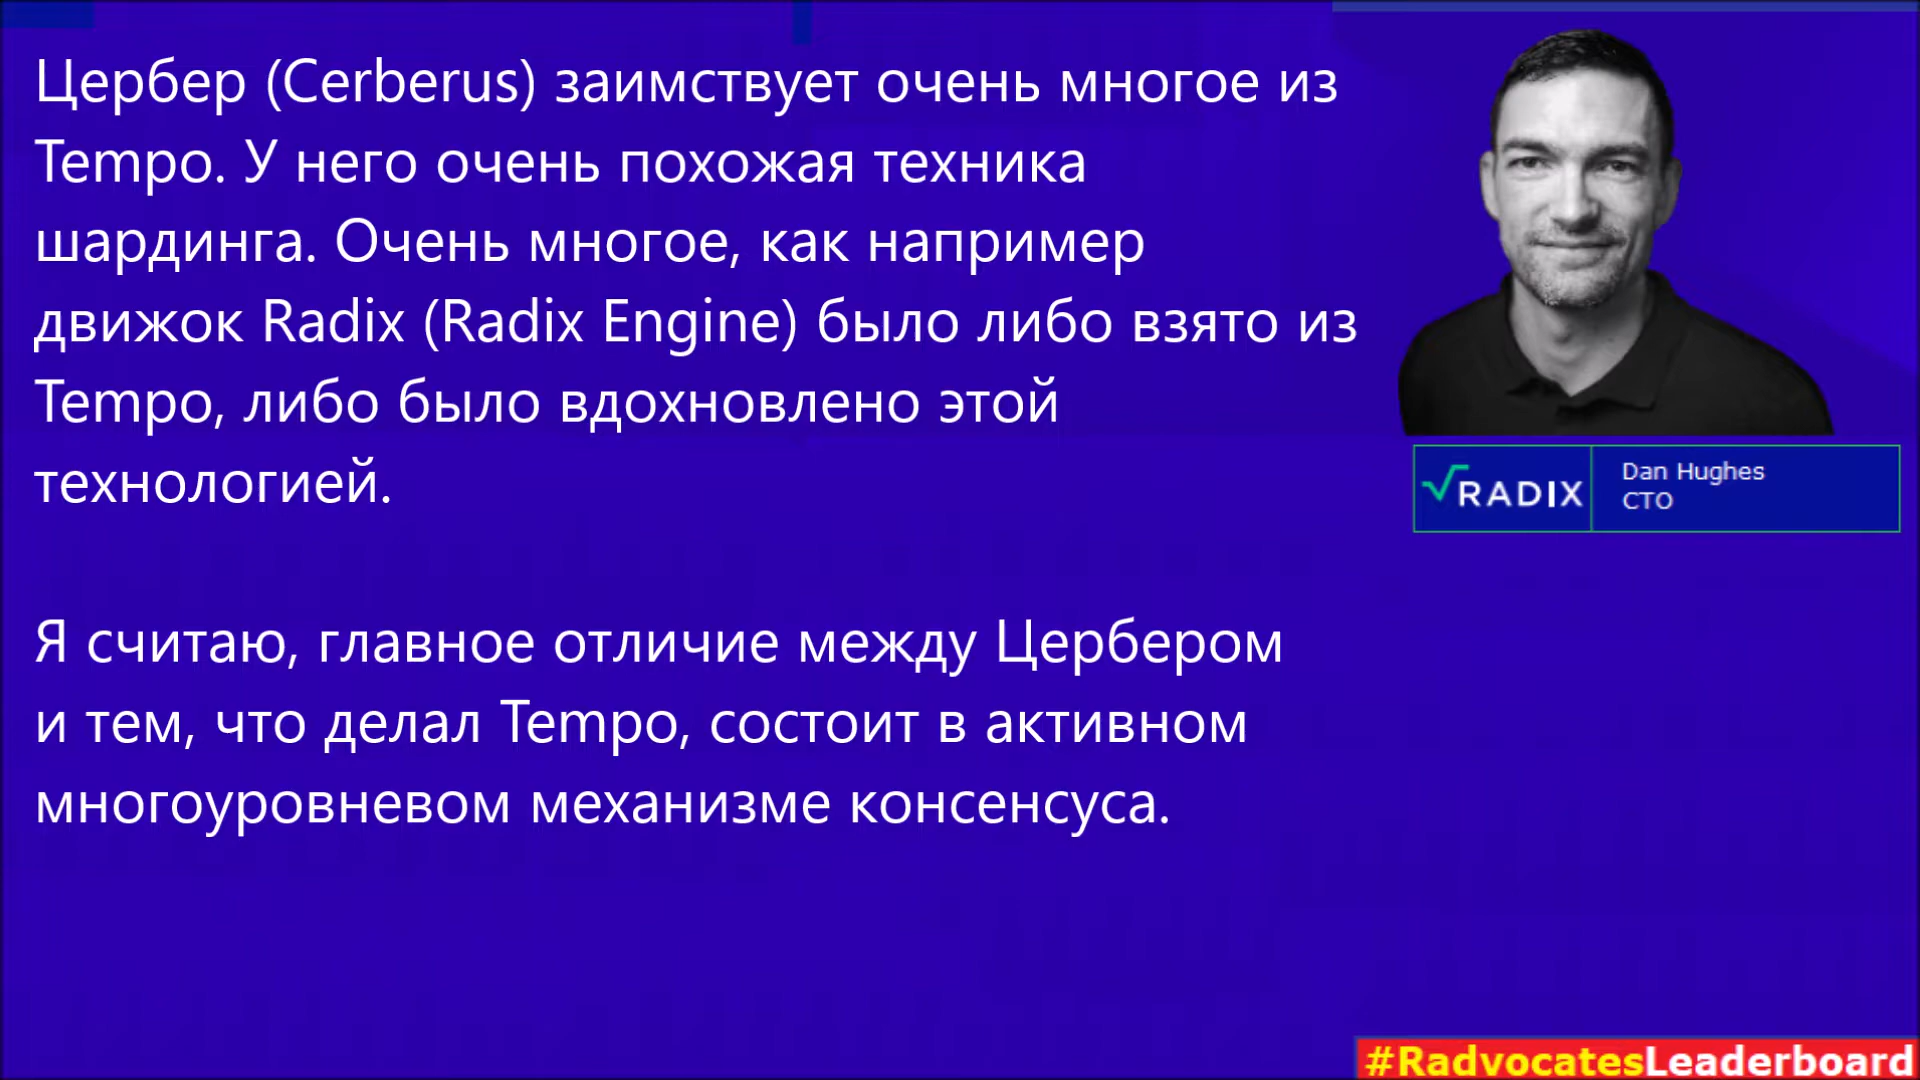 Цербер (Cerberus) заимствует очень многое из
Tempo. У него очень похожая техника
шардинга. Очень многое, как например
движок Radix (Radix Engine) было либо взято из
Tempo, либо было вдохновлено этой
технологией.
Я считаю, главное отличие между Цербером
и тем, что делал Tempo, состоит в активном
многоуровневом механизме консенсуса.
RADIX
Dan Hughes
CTO
#RadvocatesLeaderboard